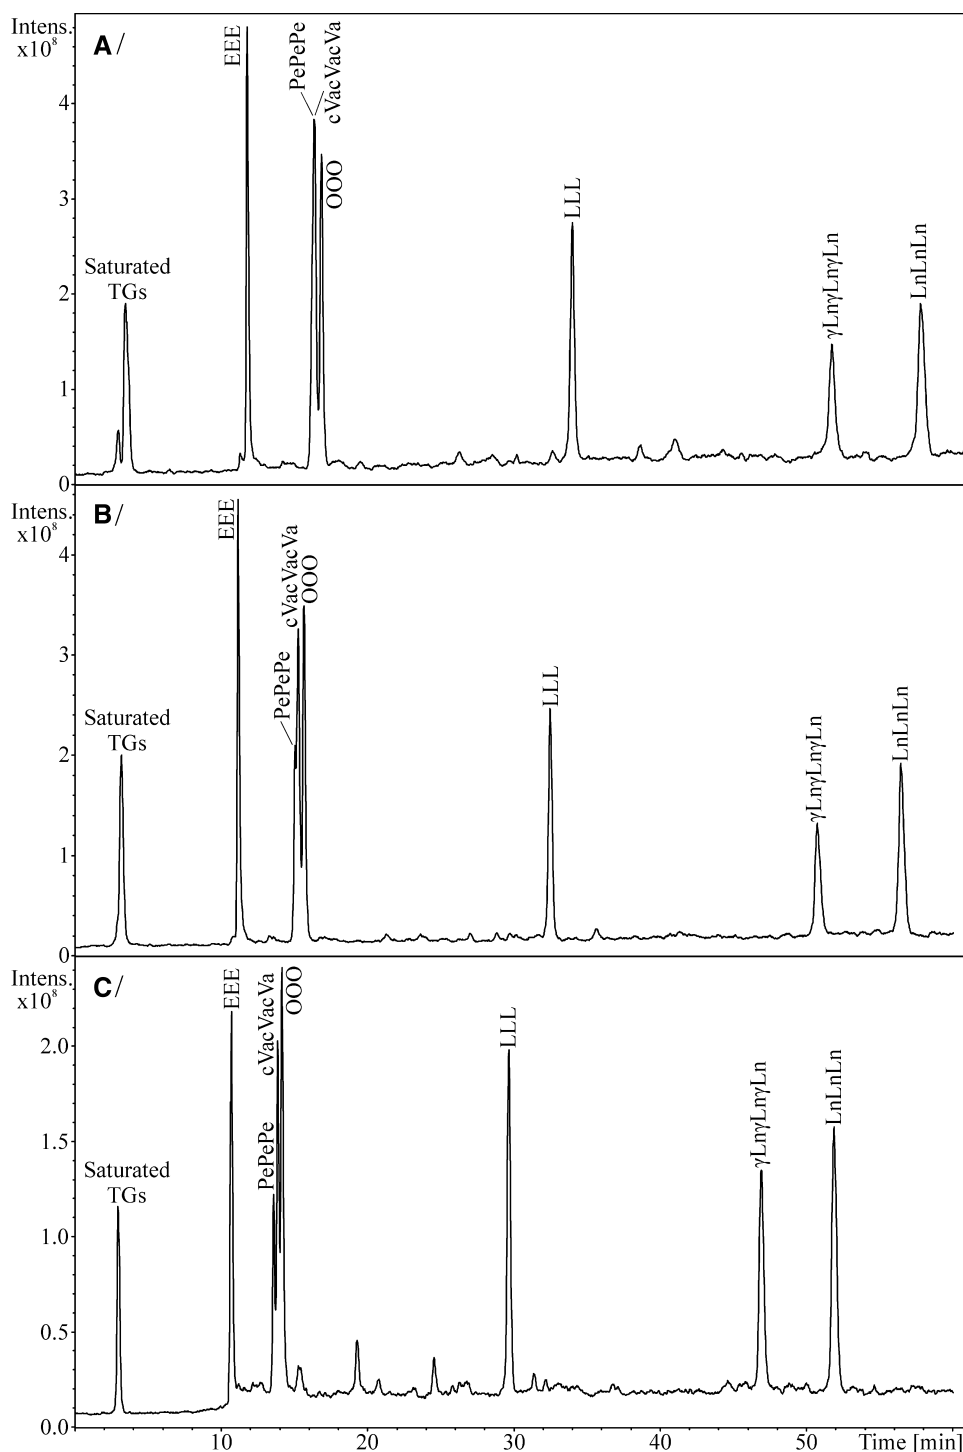 Intens.
x10⁸
A/
EEE
PePePe
cVacVacVa
OOO
LLL
γLnγLnγLn
LnLnLn
Saturated
TGs
4
3
2
1
0
Intens.
x10⁸
B/
EEE
PePePe
cVacVacVa
OOO
LLL
γLnγLnγLn
LnLnLn
Saturated
TGs
4
3
2
1
0
Intens.
x10⁸
C/
EEE
PePePe
cVacVacVa
OOO
LLL
γLnγLnγLn
LnLnLn
Saturated
TGs
2.0
1.5
1.0
0.5
0.0
10 20 30 40 50 Time [min]